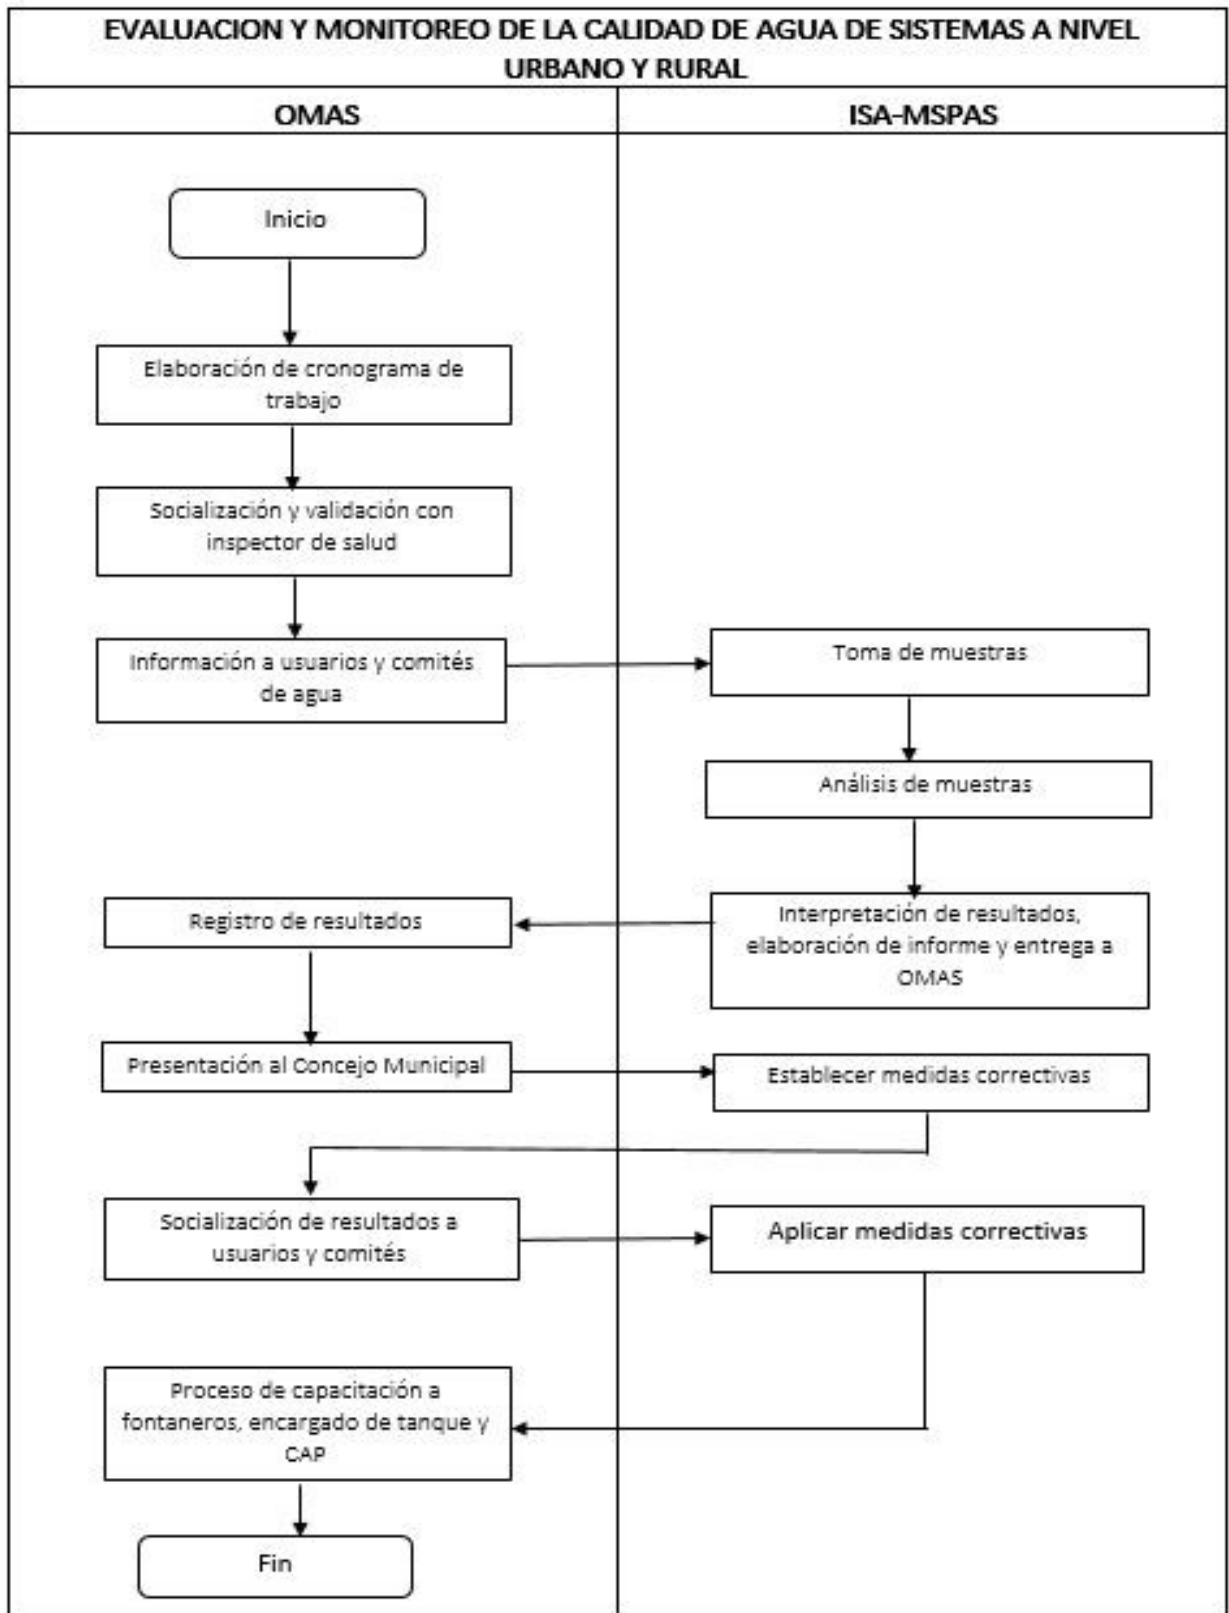 EVALUACION Y MONITOREO DE LA CALIDAD DE AGUA DE SISTEMAS A NIVEL
URBANO Y RURAL
OMAS
ISA-MSPAS
Inicio
Elaboración de cronograma de
trabajo
Socialización y validación con
inspector de salud
Información a usuarios y comités
de agua
Toma de muestras
Análisis de muestras
Interpretación de resultados,
elaboración de informe y entrega a
OMAS
Registro de resultados
Presentación al Concejo Municipal
Establecer medidas correctivas
Socialización de resultados a
usuarios y comités
Aplicar medidas correctivas
Proceso de capacitación a
fontaneros, encargado de tanque y
CAP
Fin